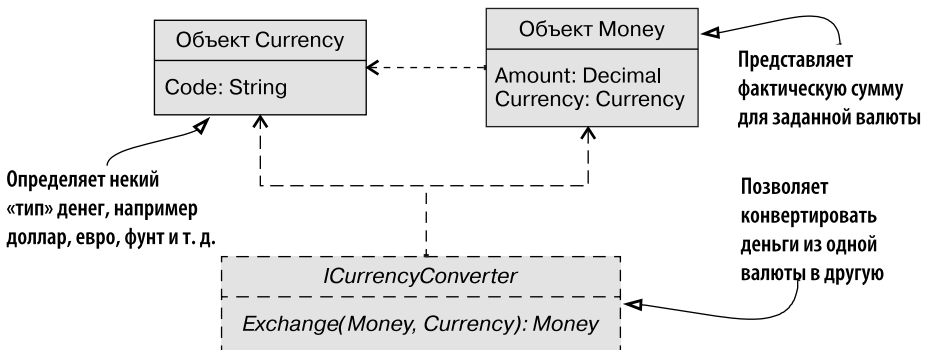 Объект Currency
Code: String
Объект Money
Amount: Decimal
Currency: Currency
Представляет
фактическую сумму
для заданной валюты
Определяет некий
«тип» денег, например
доллар, евро, фунт и т. д.
Позволяет
конвертировать
деньги из одной
валюты в другую
ICurrencyConverter
Exchange(Money, Currency): Money